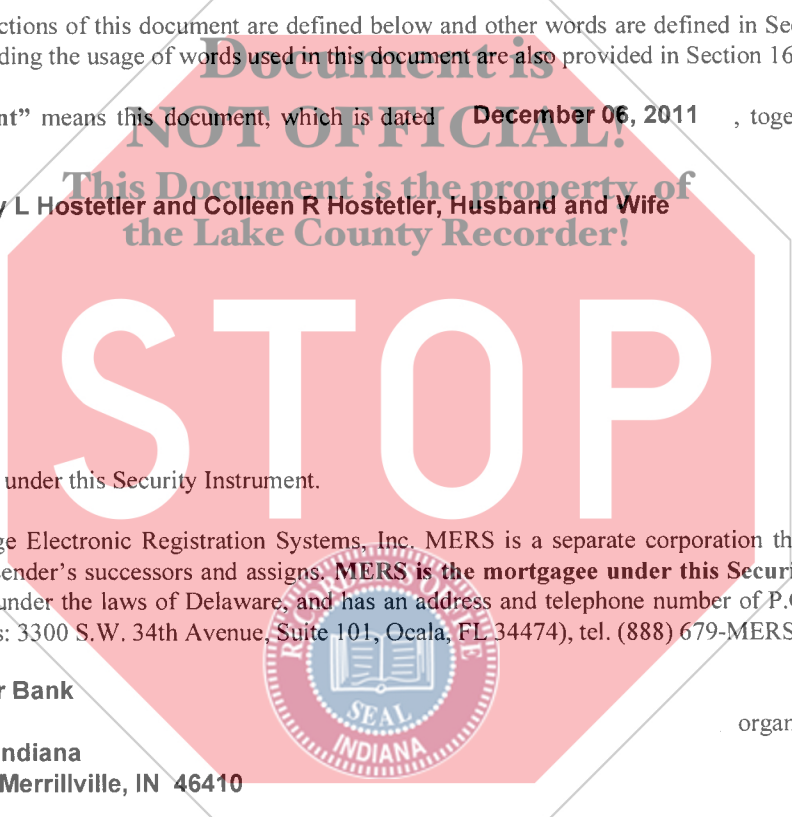 ctions of this document are defined below and other words are defined in Sec
ding the usage of words used in this document are also provided in Section 16
Document is
nt” means this document, which is dated December 06, 2011 , toge
NOT OFFICIAL!
This Document is the property of
y L Hostetler and Colleen R Hostetler, Husband and Wife
the Lake County Recorder!
STOP
under this Security Instrument.
ge Electronic Registration Systems, Inc. MERS is a separate corporation th
ender’s successors and assigns. MERS is the mortgagee under this Securi
under the laws of Delaware, and has an address and telephone number of P.O
s: 3300 S.W. 34th Avenue, Suite 101, Ocala, FL 34474), tel. (888) 679-MERS
RECORDER'S OFFICE
r Bank
SEAL
organ
INDIANA
ndiana
Merrillville, IN 46410